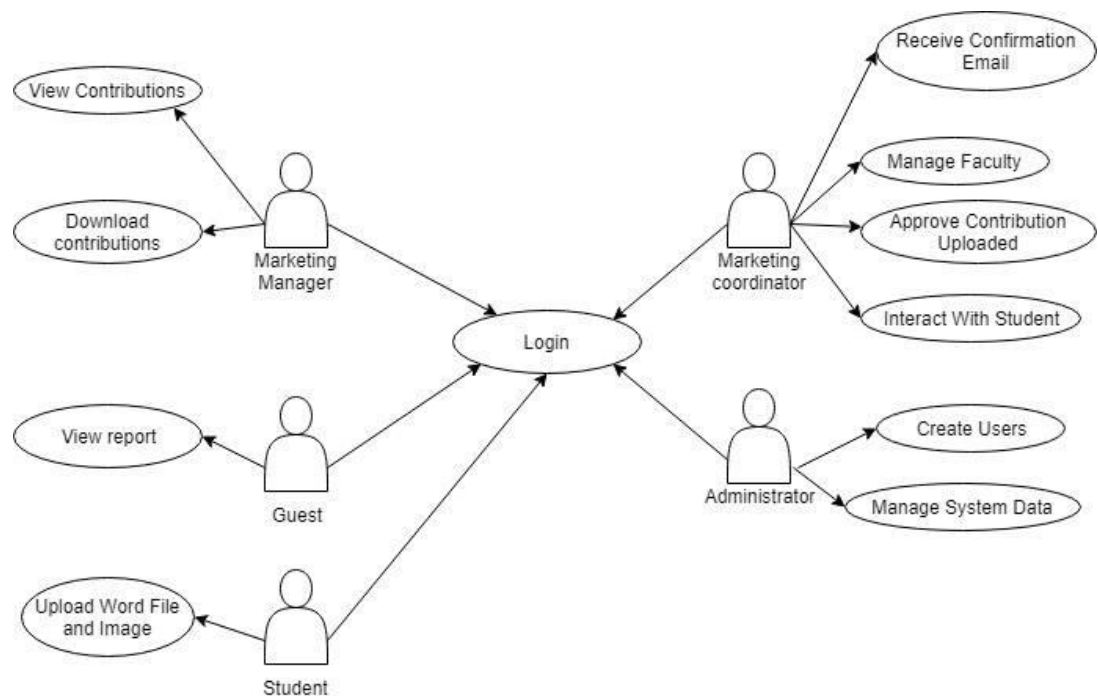 Receive Confirmation
Email
View Contributions
Manage Faculty
Download
contributions
Approve Contribution
Uploaded
Marketing
Manager
Marketing
coordinator
Interact With Student
Login
View report
Create Users
Guest
Administrator
Manage System Data
Upload Word File
and Image
Student